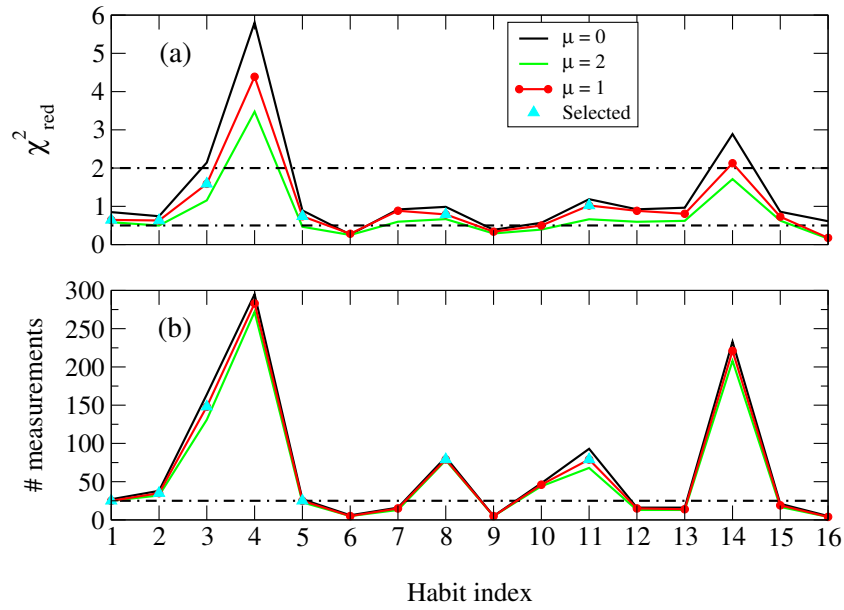 6
5
4
3
2
1
0
χ²red
(a)
μ = 0
μ = 2
μ = 1
Selected
300
250
200
150
100
50
0
# measurements
(b)
1 2 3 4 5 6 7 8 9 10 11 12 13 14 15 16
Habit index